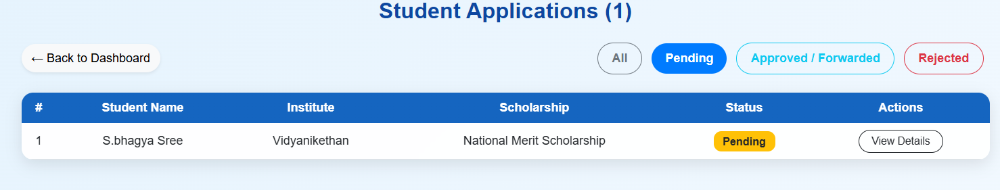 Student Applications (1)
← Back to Dashboard All Pending Approved / Forwarded Rejected
# Student Name Institute Scholarship Status Actions
1 S.bhagya Sree Vidyanikethan National Merit Scholarship Pending View Details